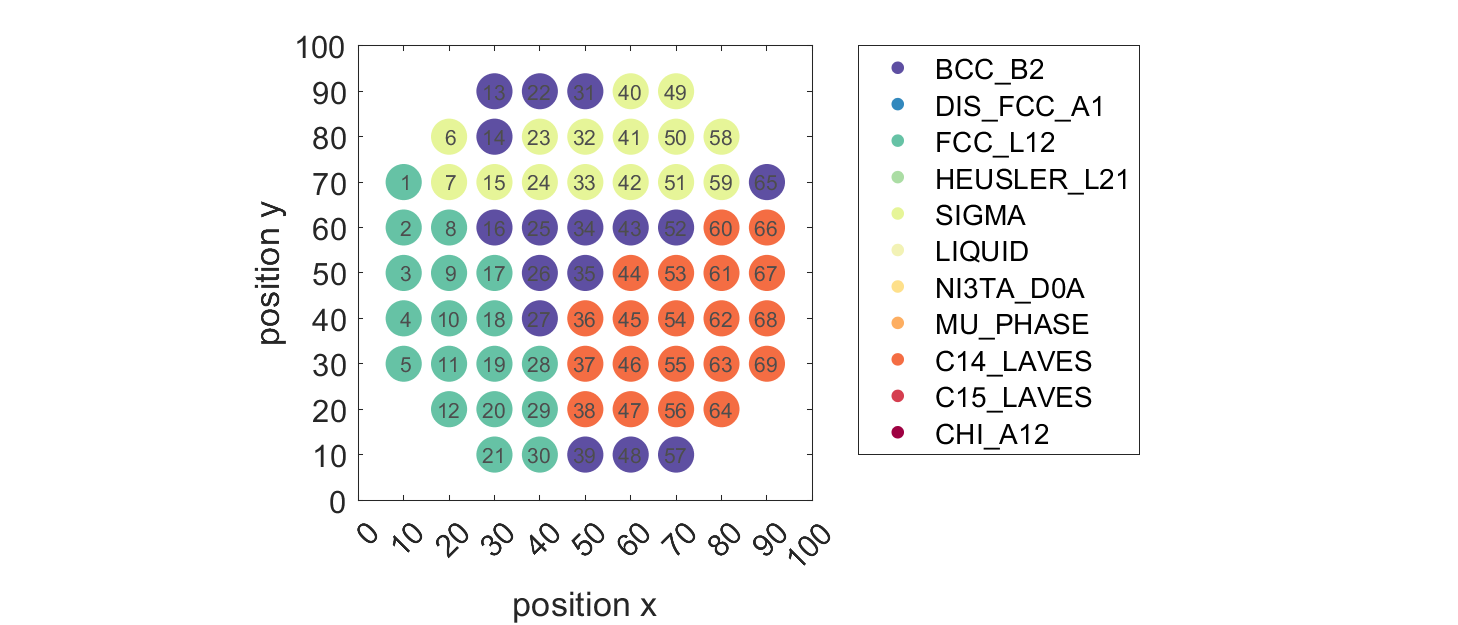 100
90 13 22 31 40 49
80 6 14 23 32 41 50 58
70 1 7 15 24 33 42 51 59 65
60 2 8 16 25 34 43 52 60 66
50 3 9 17 26 35 44 53 61 67
40 4 10 18 27 36 45 54 62 68
30 5 11 19 28 37 46 55 63 69
20 12 20 29 38 47 56 64
10 21 30 39 48 57
0
0 10 20 30 40 50 60 70 80 90 100
position x
position y
BCC_B2
DIS_FCC_A1
FCC_L12
HEUSLER_L21
SIGMA
LIQUID
NI3TA_D0A
MU_PHASE
C14_LAVES
C15_LAVES
CHI_A12